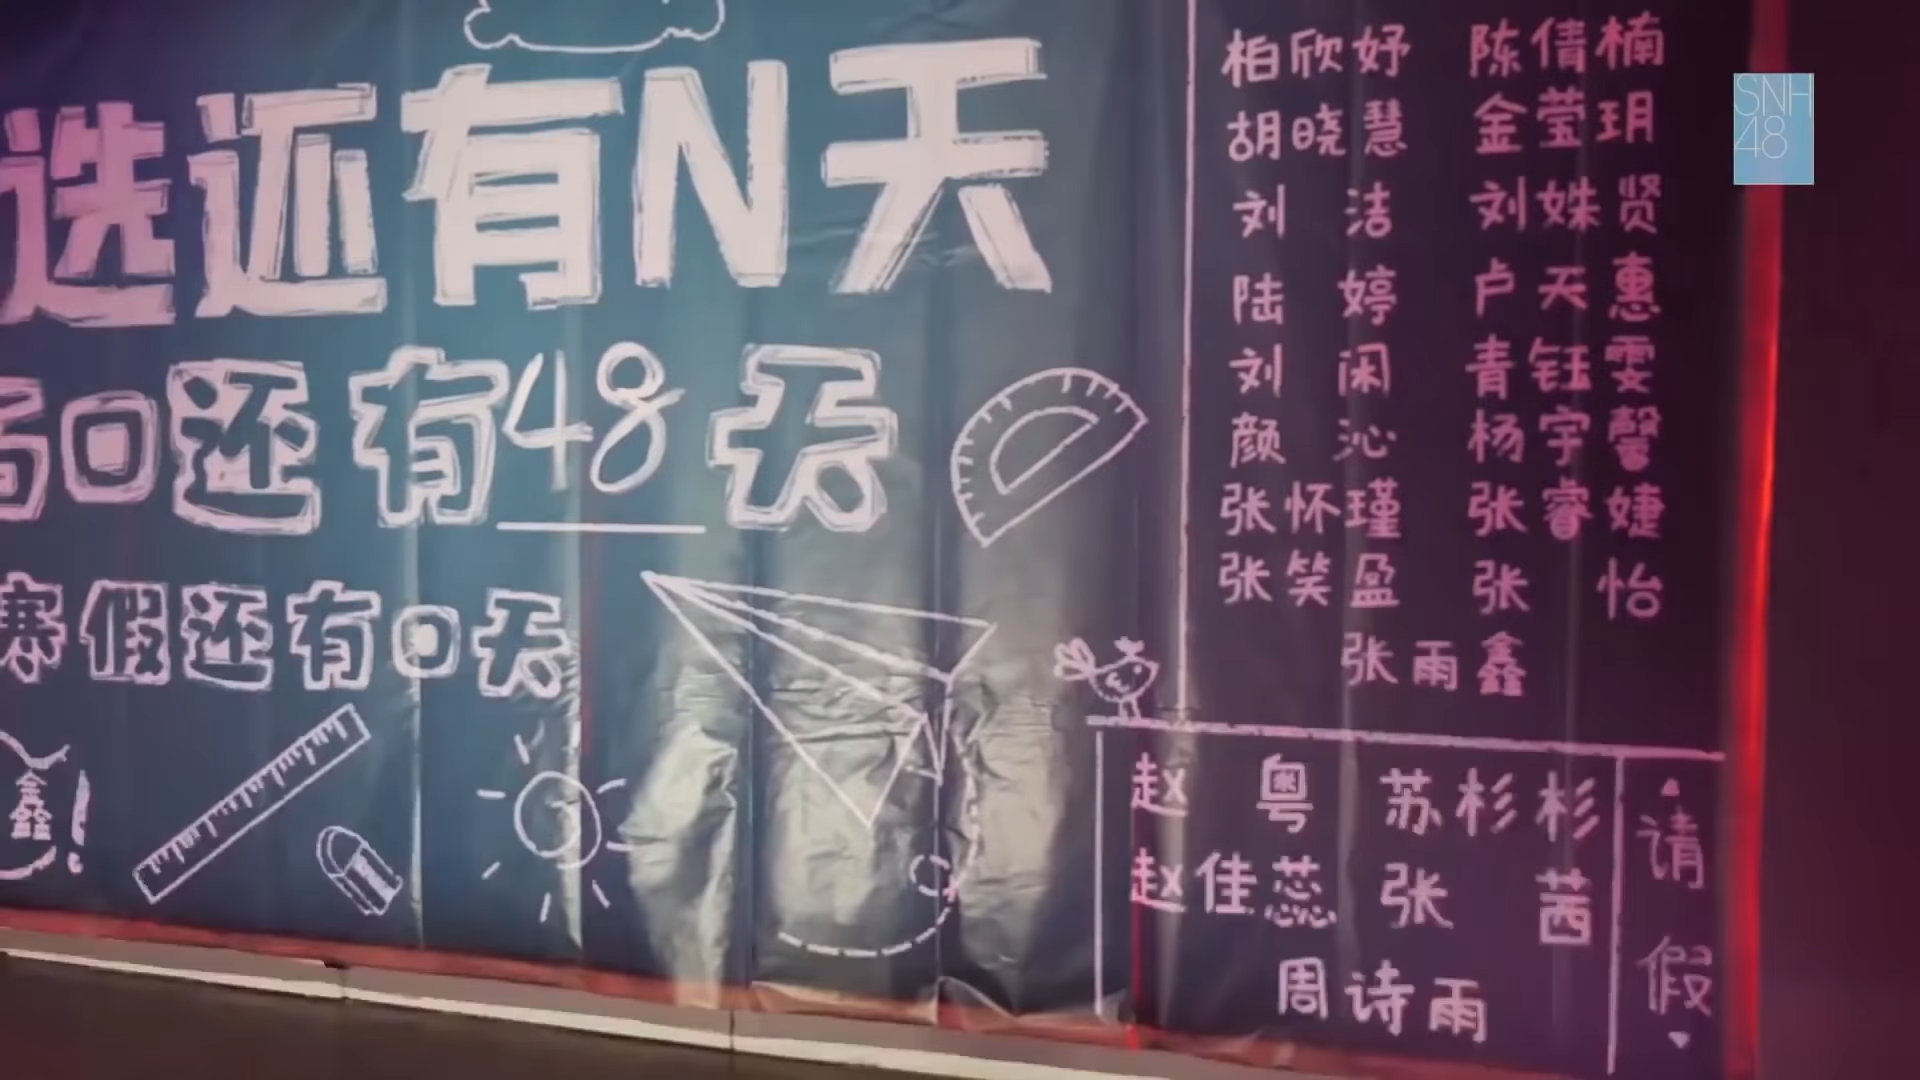 选还有N天
口还有48天
寒假还有0天
鑫!
柏欣妤 陈倩楠
胡晓慧 金莹玥
刘洁 刘姝贤
陆婷 卢天惠
刘闲 青钰雯
颜沁 杨宇馨
张怀瑾 张睿婕
张笑盈 张怡
张雨鑫
赵粤 苏杉杉
赵佳蕊 张茜
周诗雨
请假
SNH
48